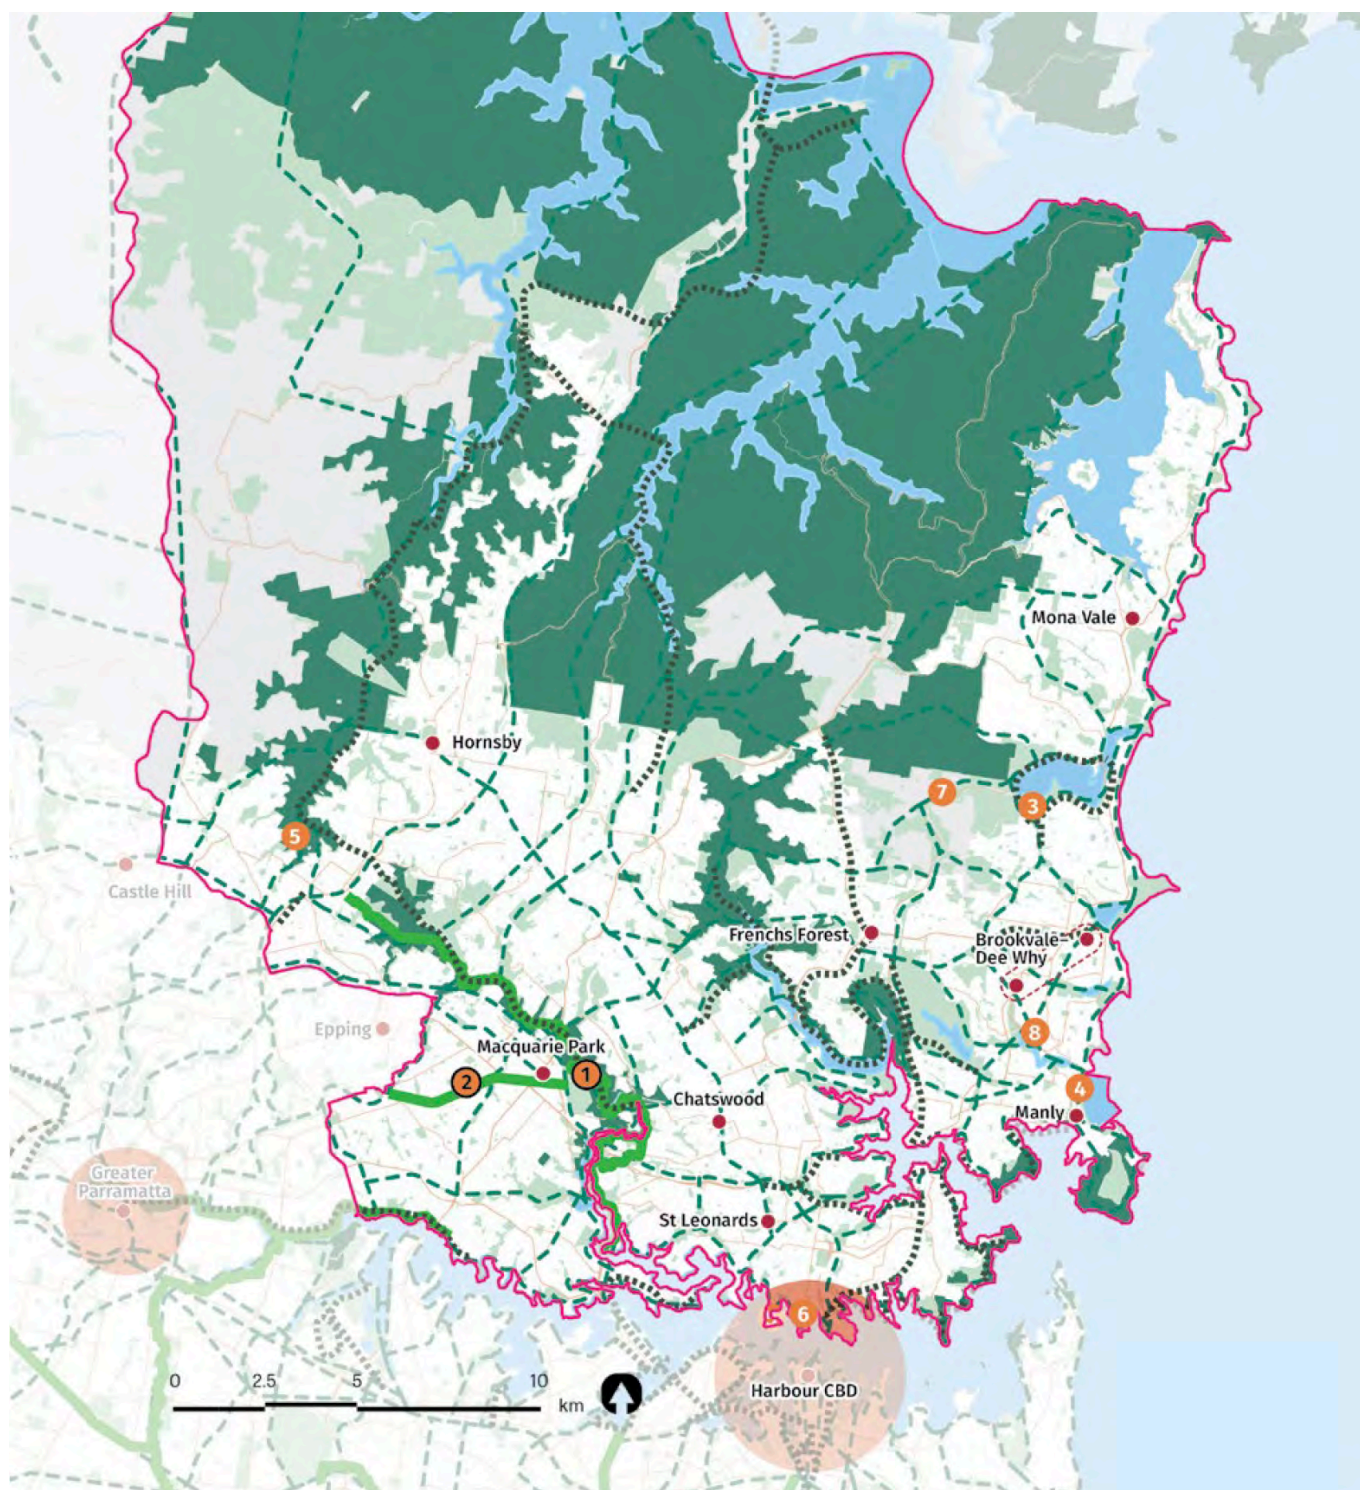 Mona Vale
Hornsby
7
3
5
Castle Hill
Frenchs Forest
Brookvale–
Dee Why
Epping
8
Macquarie Park
2
1
4
Chatswood
Manly
Greater
Parramatta
St Leonards
6
0
2.5
5
10
km
Harbour CBD